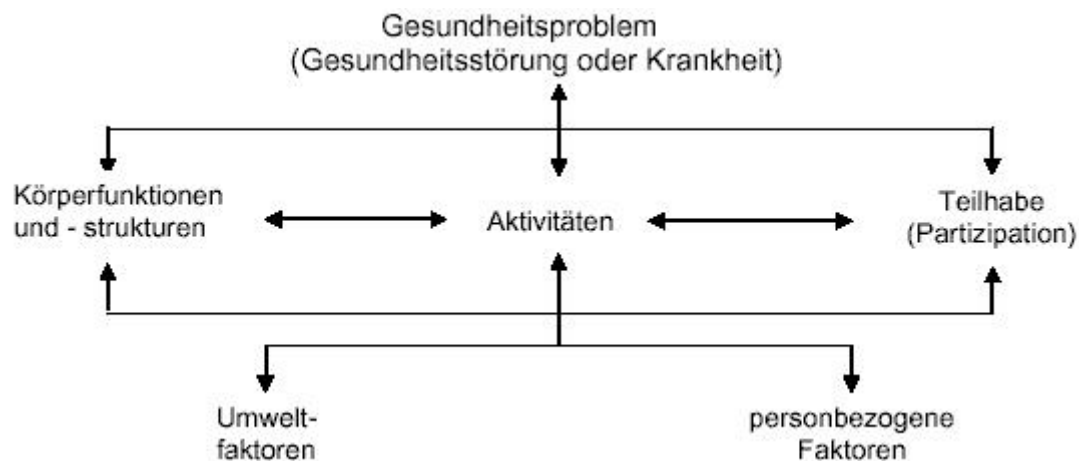 Gesundheitsproblem
(Gesundheitsstörung oder Krankheit)
Körperfunktionen
und - strukturen
Aktivitäten
Teilhabe
(Partizipation)
Umwelt-
faktoren
personbezogene
Faktoren